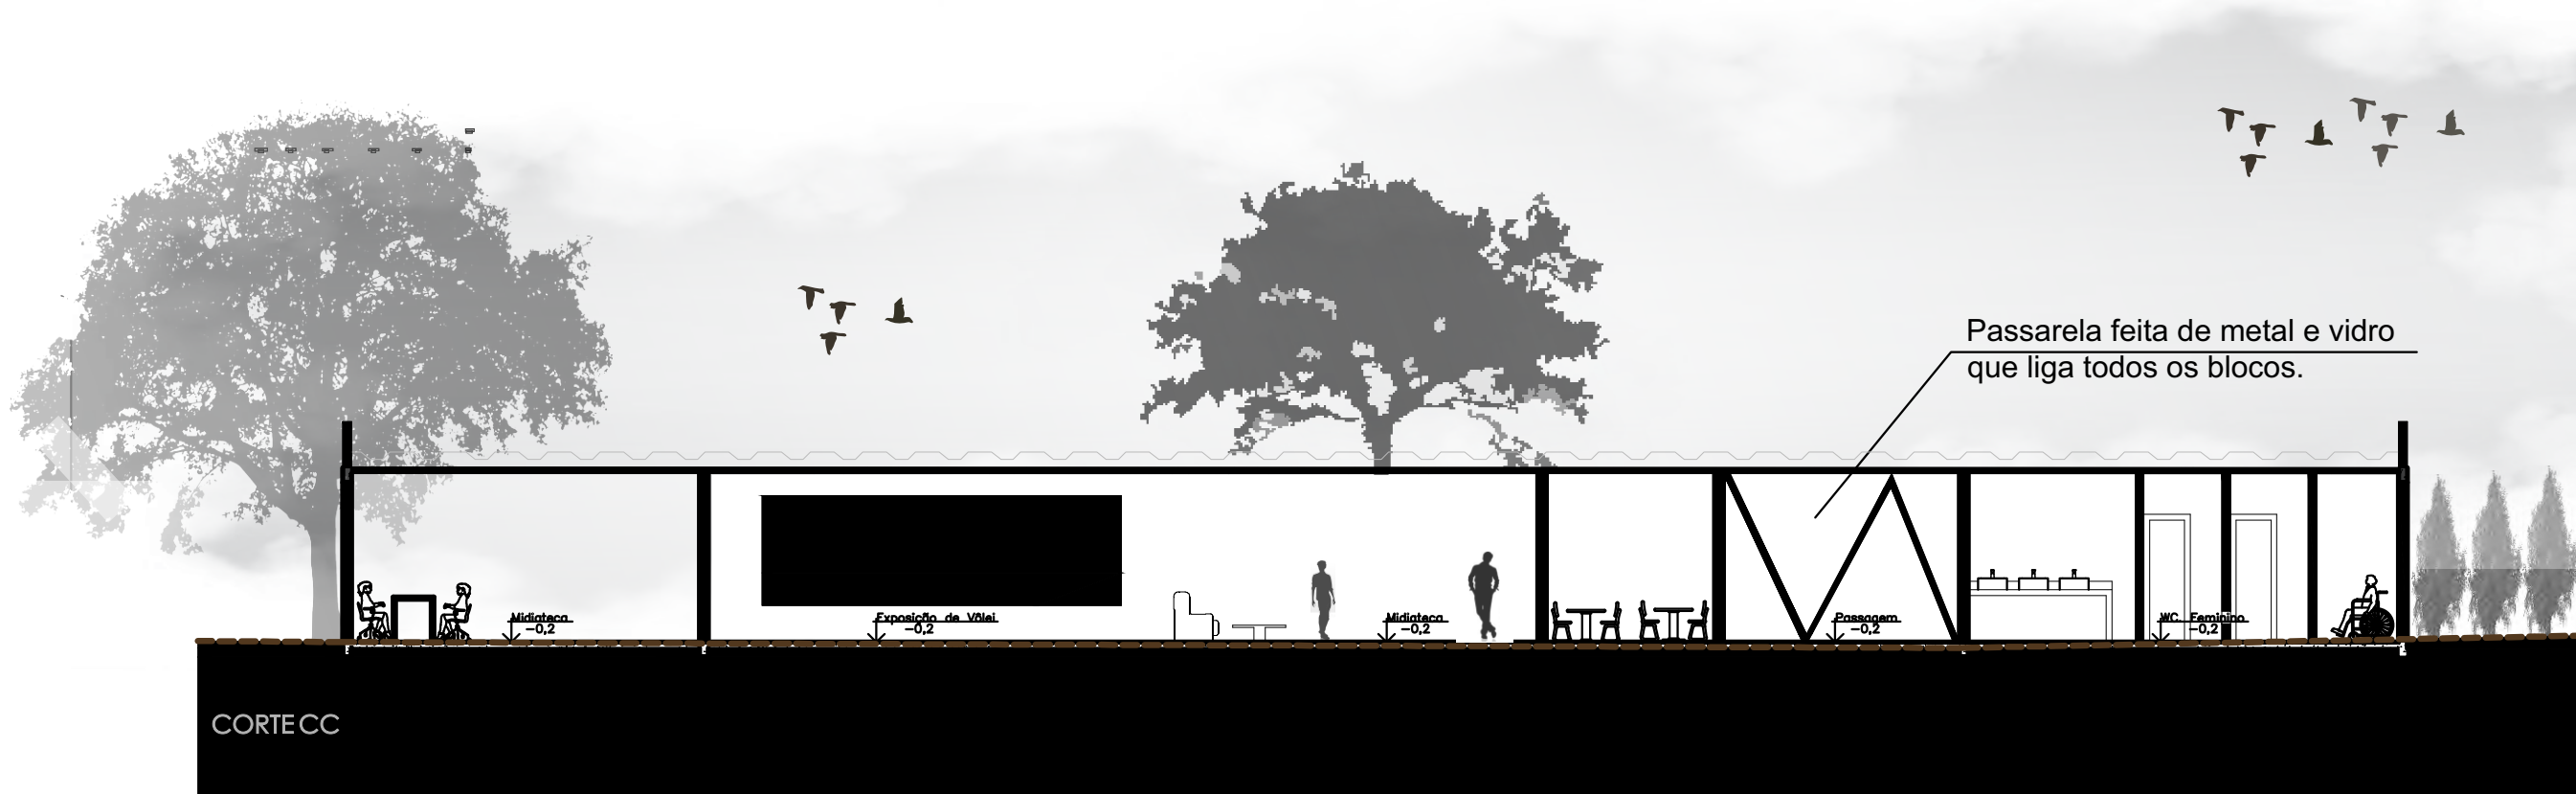 Passarela feita de metal e vidro
que liga todos os blocos.
Midiateca
-0,2
Exposição de Vôlei
-0,2
Midiateca
-0,2
Passagem
-0,2
WC. Feminino
-0,2
CORTE CC